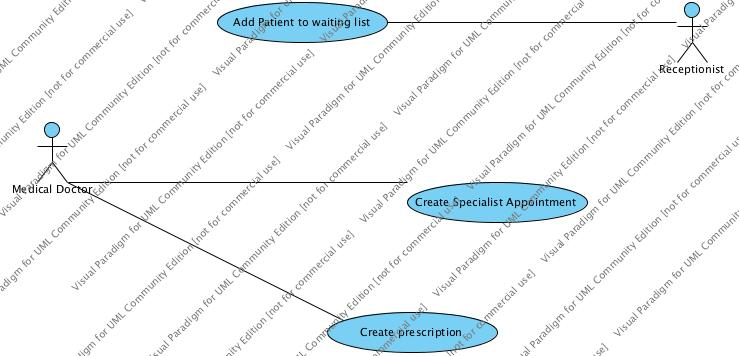 Add Patient to waiting list
Receptionist
Medical Doctor
Create Specialist Appointment
Create prescription
Visual Paradigm for UML Community Edition [not for commercial use]